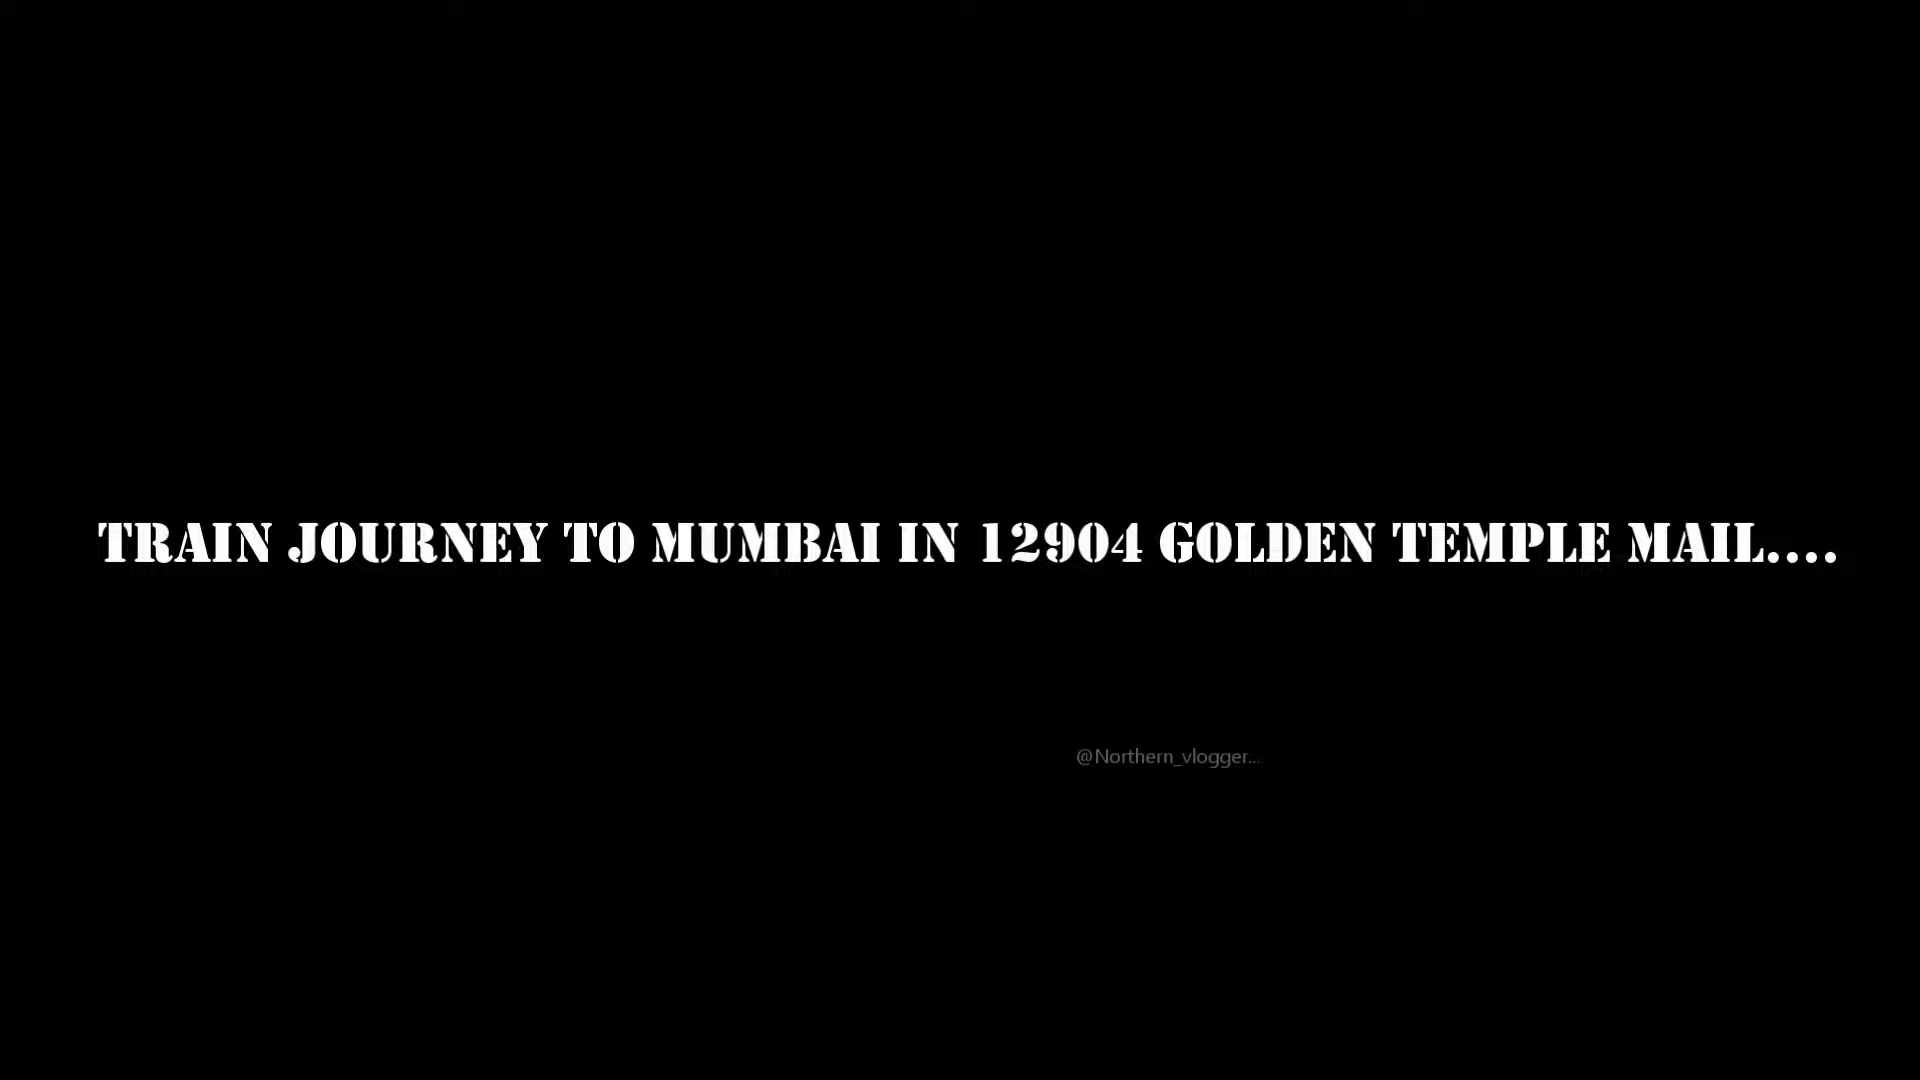 TRAIN JOURNEY TO MUMBAI IN 12904 GOLDEN TEMPLE MAIL....
@Northern_vlogger...